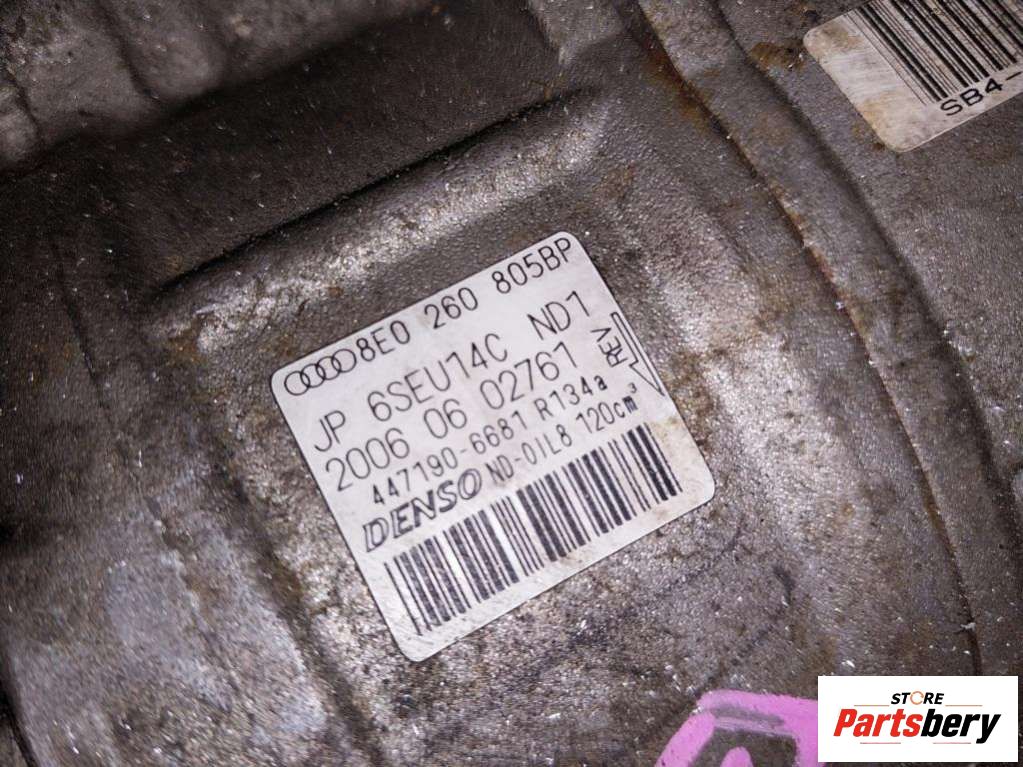 SB4-
8E0 260 805BP
JP 6SEU14C ND1
2006 06 02761
REV
447190-6681 R134a
DENSO ND-OIL8 120cm³
STORE
Partsbery